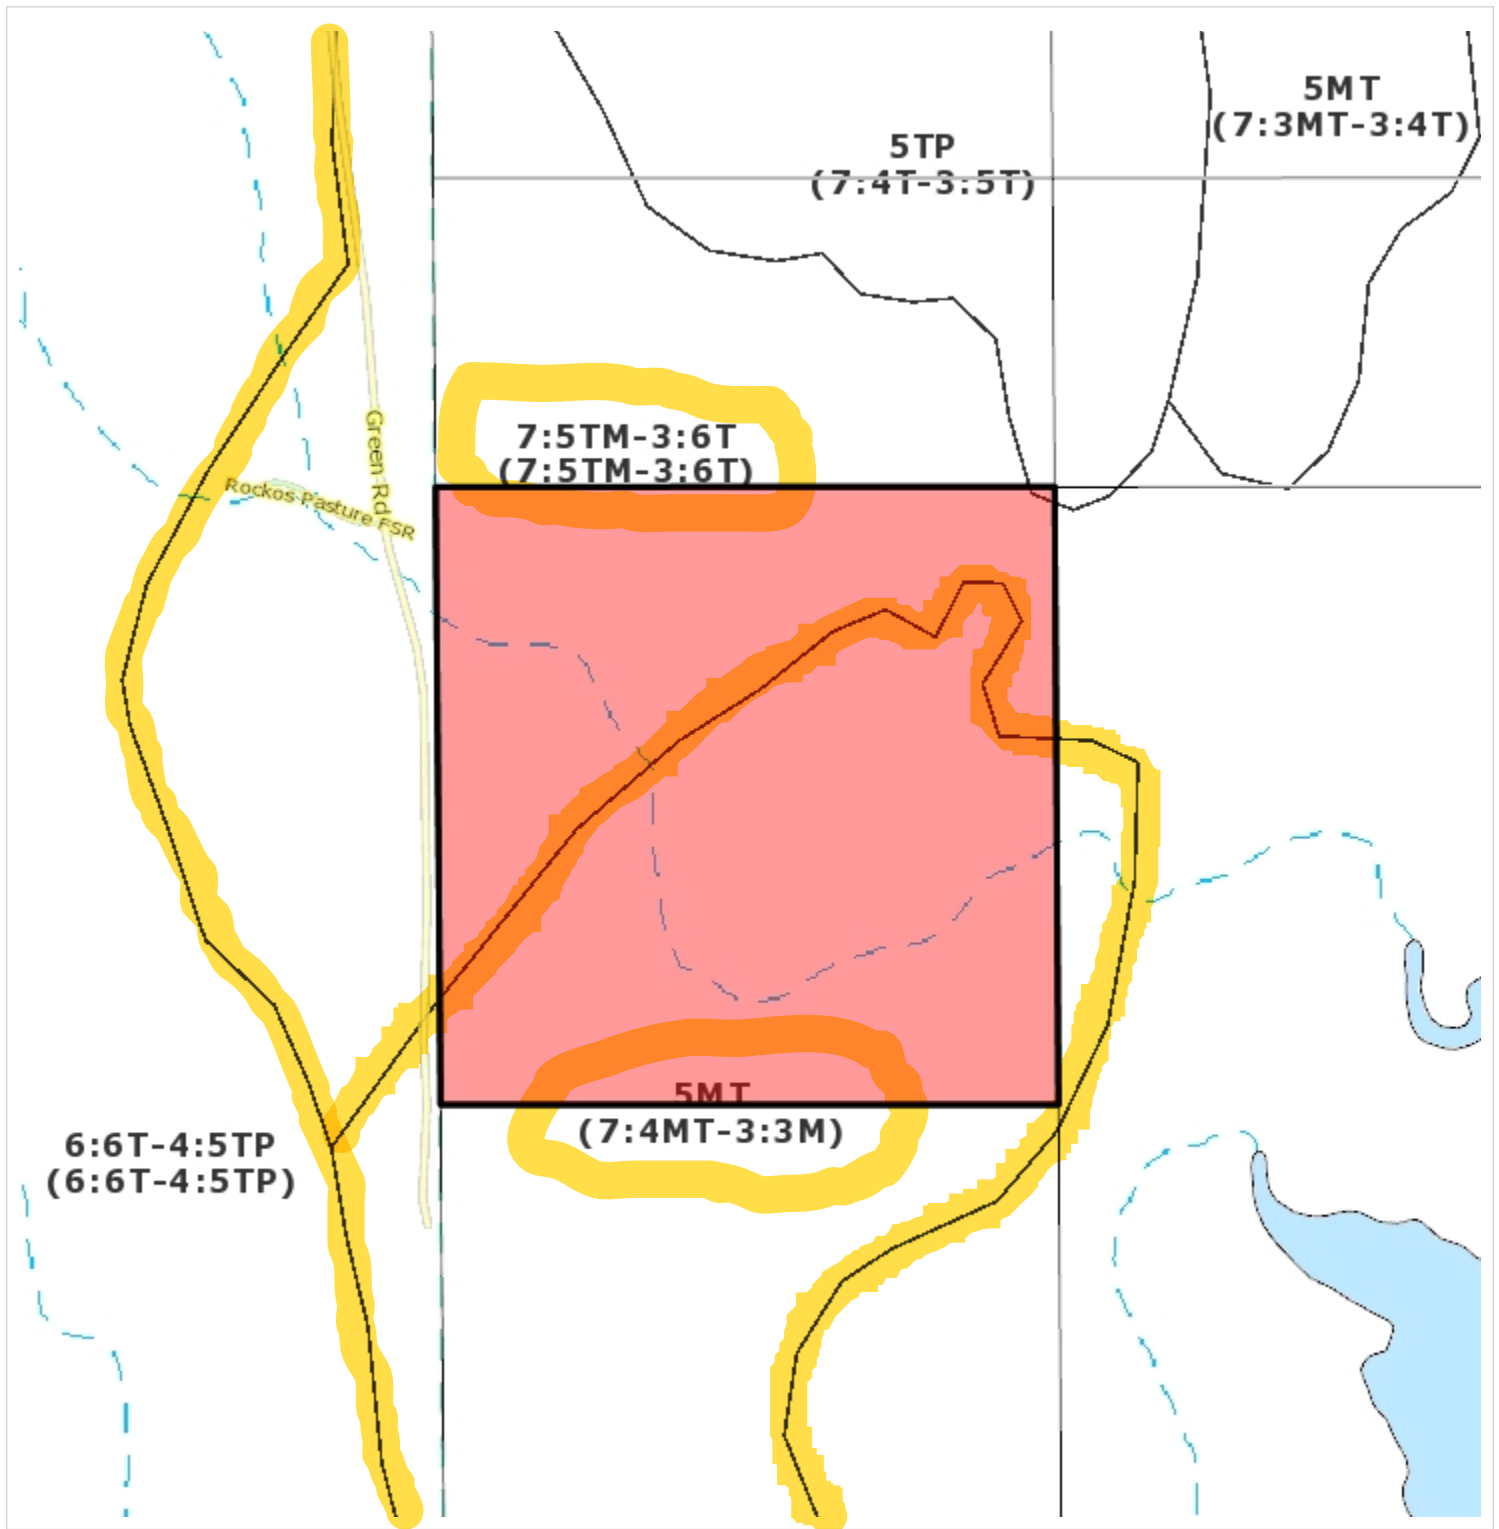 5MT
(7:3MT-3:4T)
5TP
(7:4T-3:5T)
7:5TM-3:6T
(7:5TM-3:6T)
Green Rd
Rockos Pasture FSR
5MT
(7:4MT-3:3M)
6:6T-4:5TP
(6:6T-4:5TP)